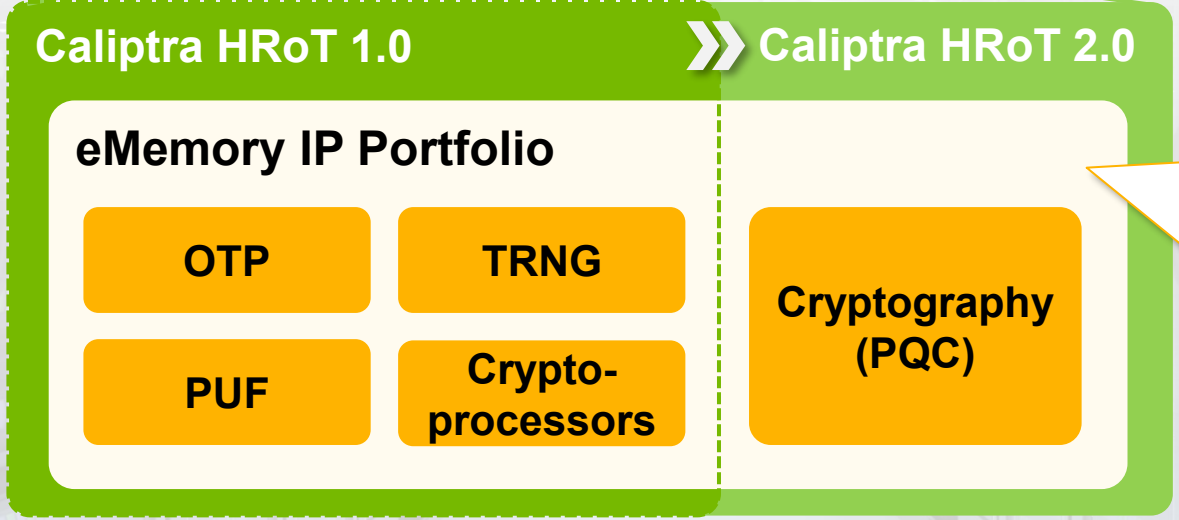 Caliptra HRoT 1.0
Caliptra HRoT 2.0
eMemory IP Portfolio
OTP
TRNG
PUF
Crypto-
processors
Cryptography
(PQC)